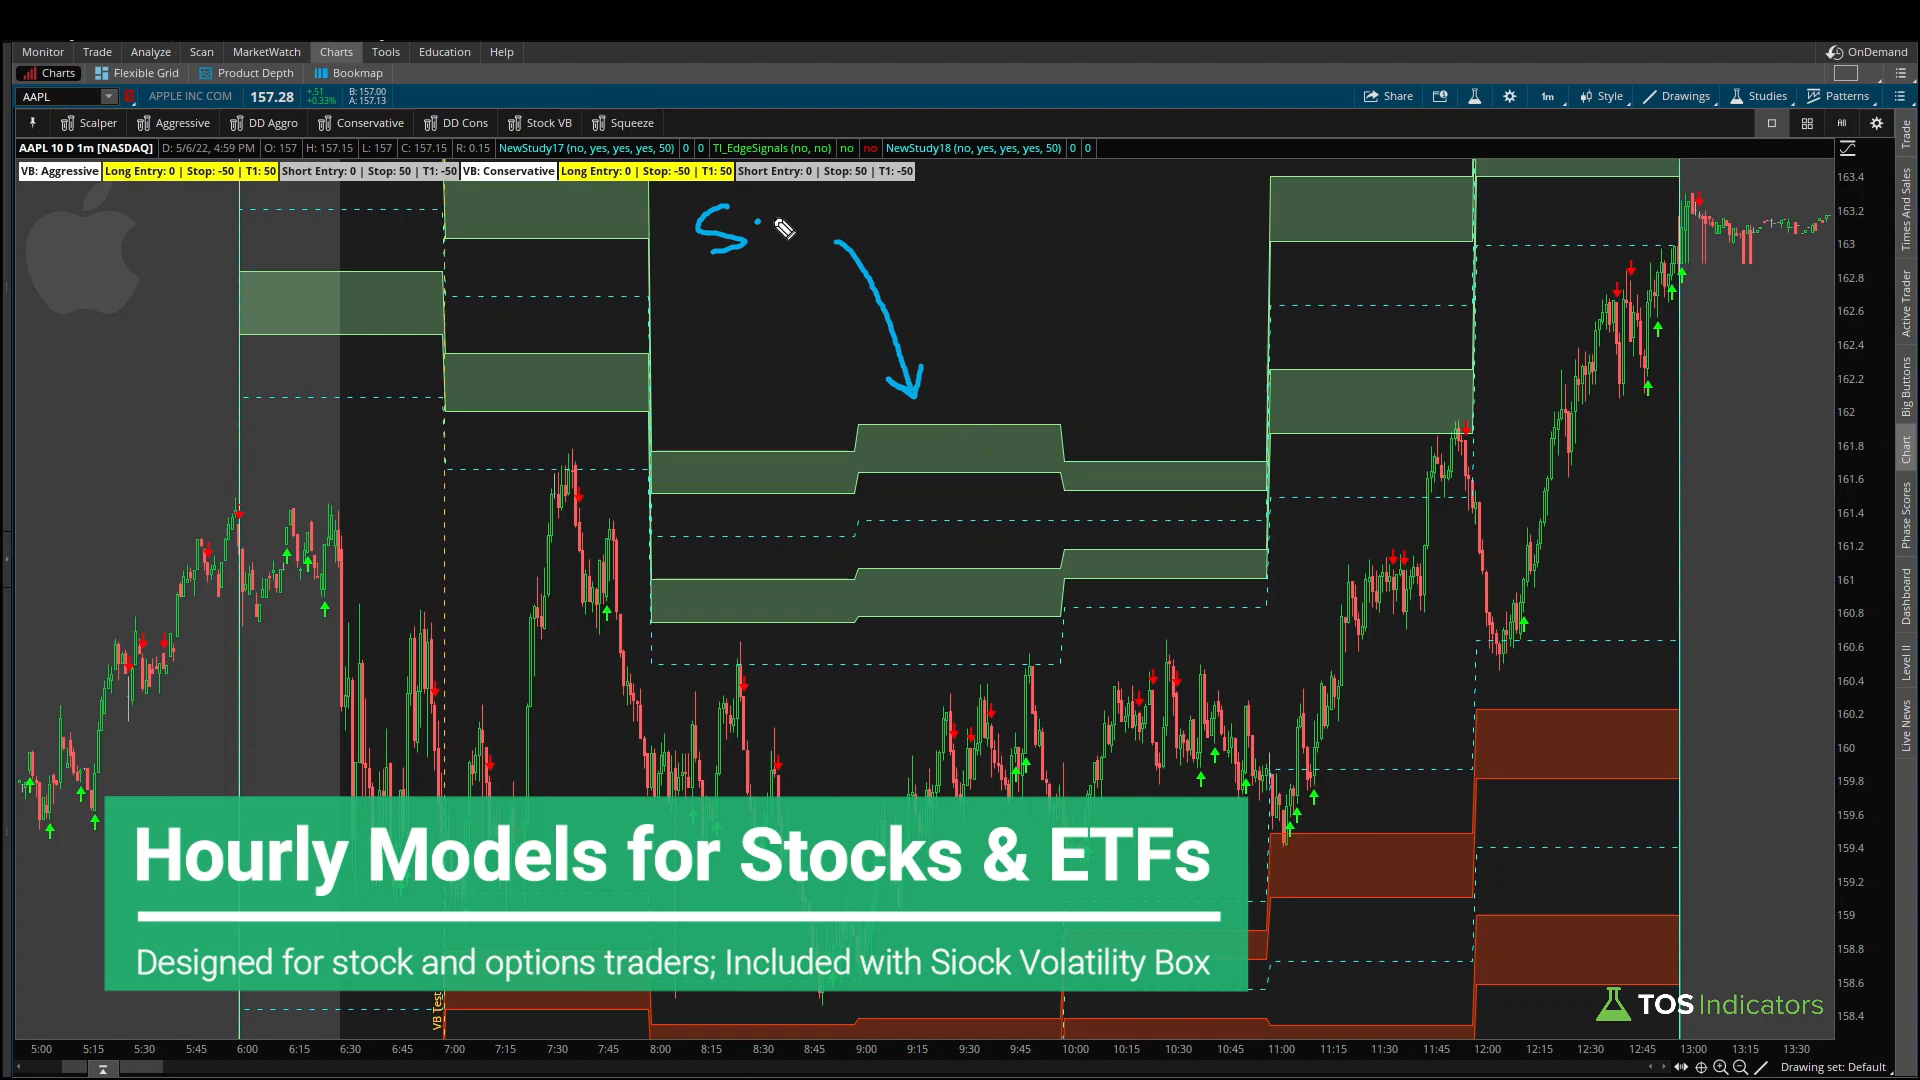 Monitor Trade Analyze Scan MarketWatch Charts Tools Education Help OnDemand
Charts Flexible Grid Product Depth Bookmap
AAPL APPLE INC COM 157.28 +.51 +0.33% B: 157.00 A: 157.13 Share 1m Style Drawings Studies Patterns
Scalper Aggressive DD Aggro Conservative DD Cons Stock VB Squeeze All
AAPL 10 D 1m [NASDAQ] D: 5/6/22, 4:59 PM O: 157 H: 157.15 L: 157 C: 157.15 R: 0.15 NewStudy17 (no, yes, yes, yes, 50) 0 0 TI_EdgeSignals (no, no) no no NewStudy18 (no, yes, yes, yes, 50) 0 0
VB: Aggressive Long Entry: 0 | Stop: -50 | T1: 50 Short Entry: 0 | Stop: 50 | T1: -50 VB: Conservative Long Entry: 0 | Stop: -50 | T1: 50 Short Entry: 0 | Stop: 50 | T1: -50
163.4
163.2
163
162.8
162.6
162.4
162.2
162
161.8
161.6
161.4
161.2
161
160.8
160.6
160.4
160.2
160
159.8
159.6
159.4
159.2
159
158.8
158.6
158.4
Trade
Times And Sales
Active Trader
Big Buttons
Chart
Phase Scores
Dashboard
Level II
Live News
Hourly Models for Stocks & ETFs
Designed for stock and options traders; Included with Siock Volatility Box
VB Test
TOS Indicators
5:00 5:15 5:30 5:45 6:00 6:15 6:30 6:45 7:00 7:15 7:30 7:45 8:00 8:15 8:30 8:45 9:00 9:15 9:30 9:45 10:00 10:15 10:30 10:45 11:00 11:15 11:30 11:45 12:00 12:15 12:30 12:45 13:00 13:15 13:30
Drawing set: Default